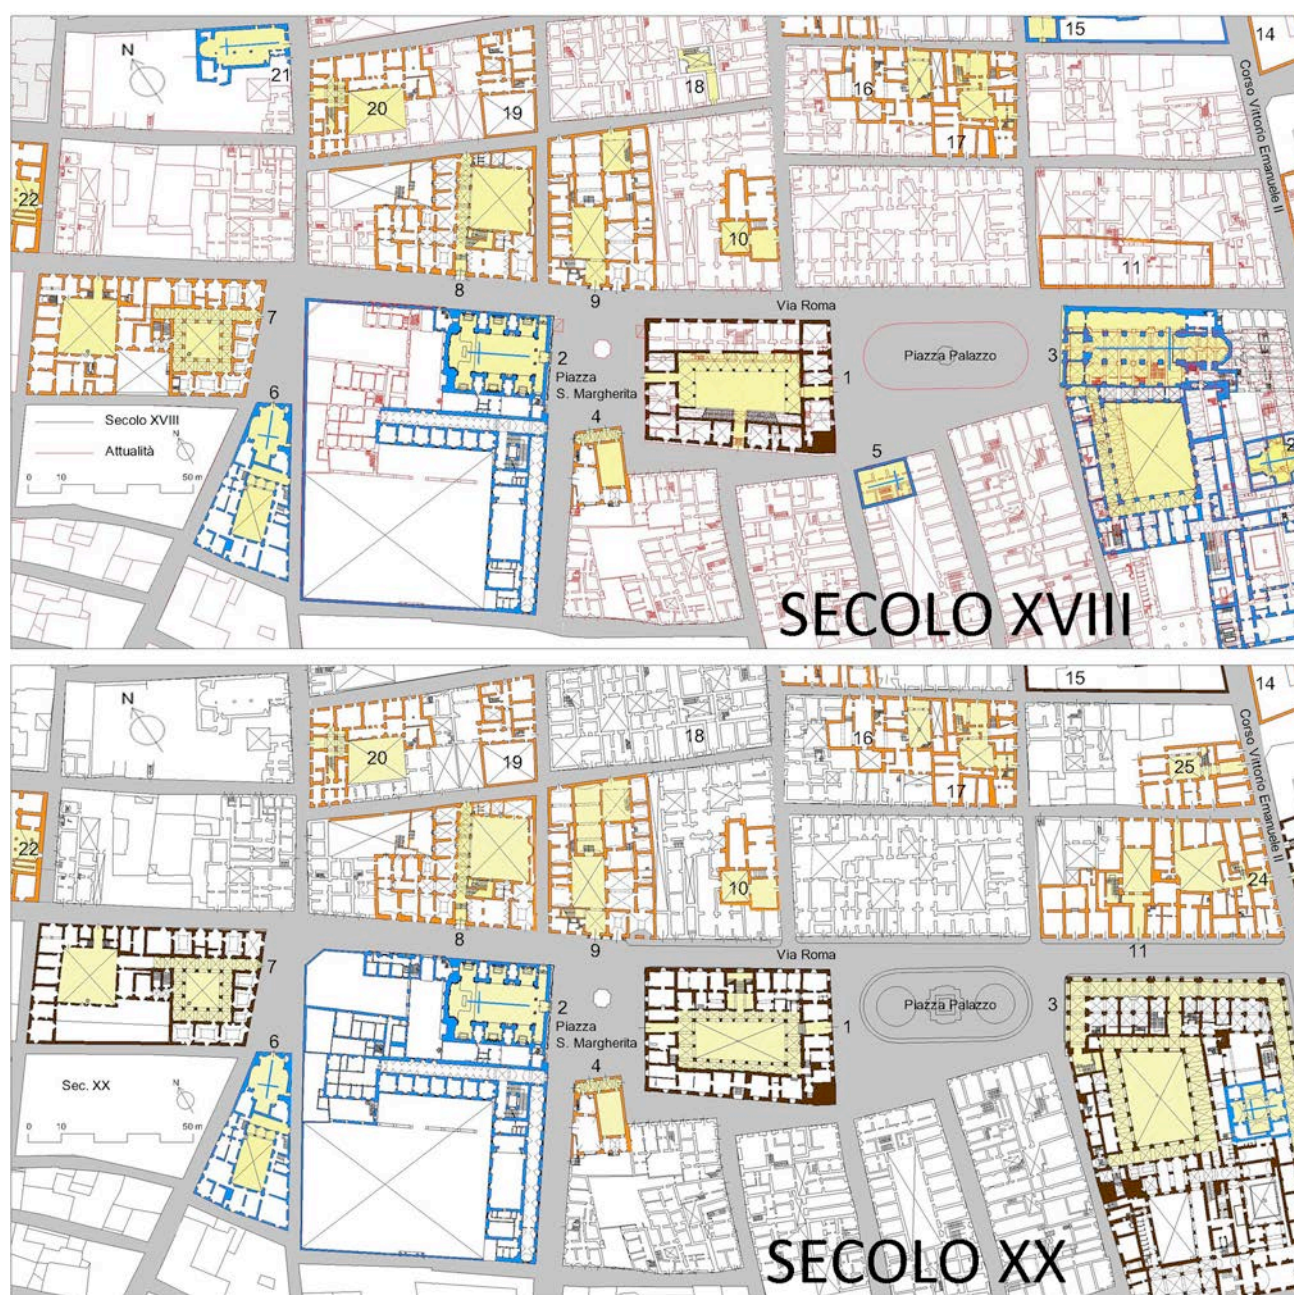 N
21
20
19
18
16
17
15
14
Corso Vittorio Emanuele II
22
10
11
8
9
Via Roma
7
2
Piazza
S. Margherita
1
Piazza Palazzo
3
6
4
5
Secolo XVIII
Attualità
N
0 10 50 m
SECOLO XVIII
N
20
19
18
16
17
15
14
25
Corso Vittorio Emanuele II
22
10
24
8
9
11
Via Roma
7
2
Piazza
S. Margherita
1
Piazza Palazzo
3
6
4
Sec. XX
N
0 10 50 m
SECOLO XX